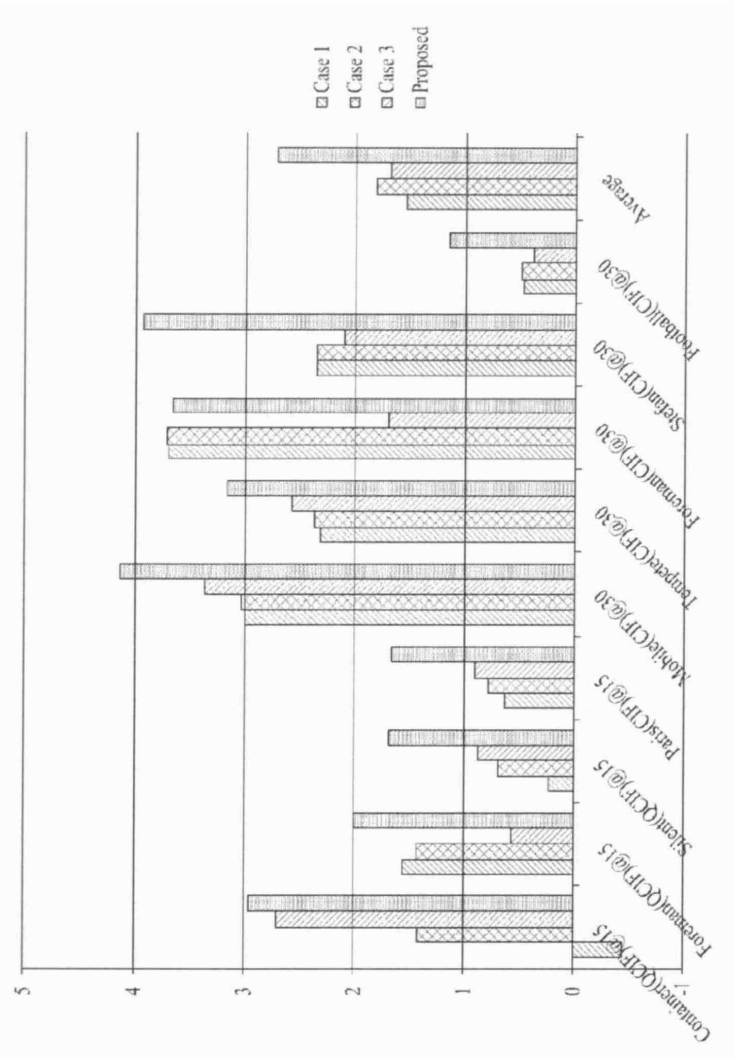 5
4
3
2
1
0
-1
Container(QCIF)@15
Foreman(QCIF)@15
Silent(QCIF)@15
Paris(CIF)@15
Mobile(CIF)@30
Tempete(CIF)@30
Foreman(CIF)@30
Stefan(CIF)@30
Football(CIF)@30
Average
Case 1
Case 2
Case 3
Proposed